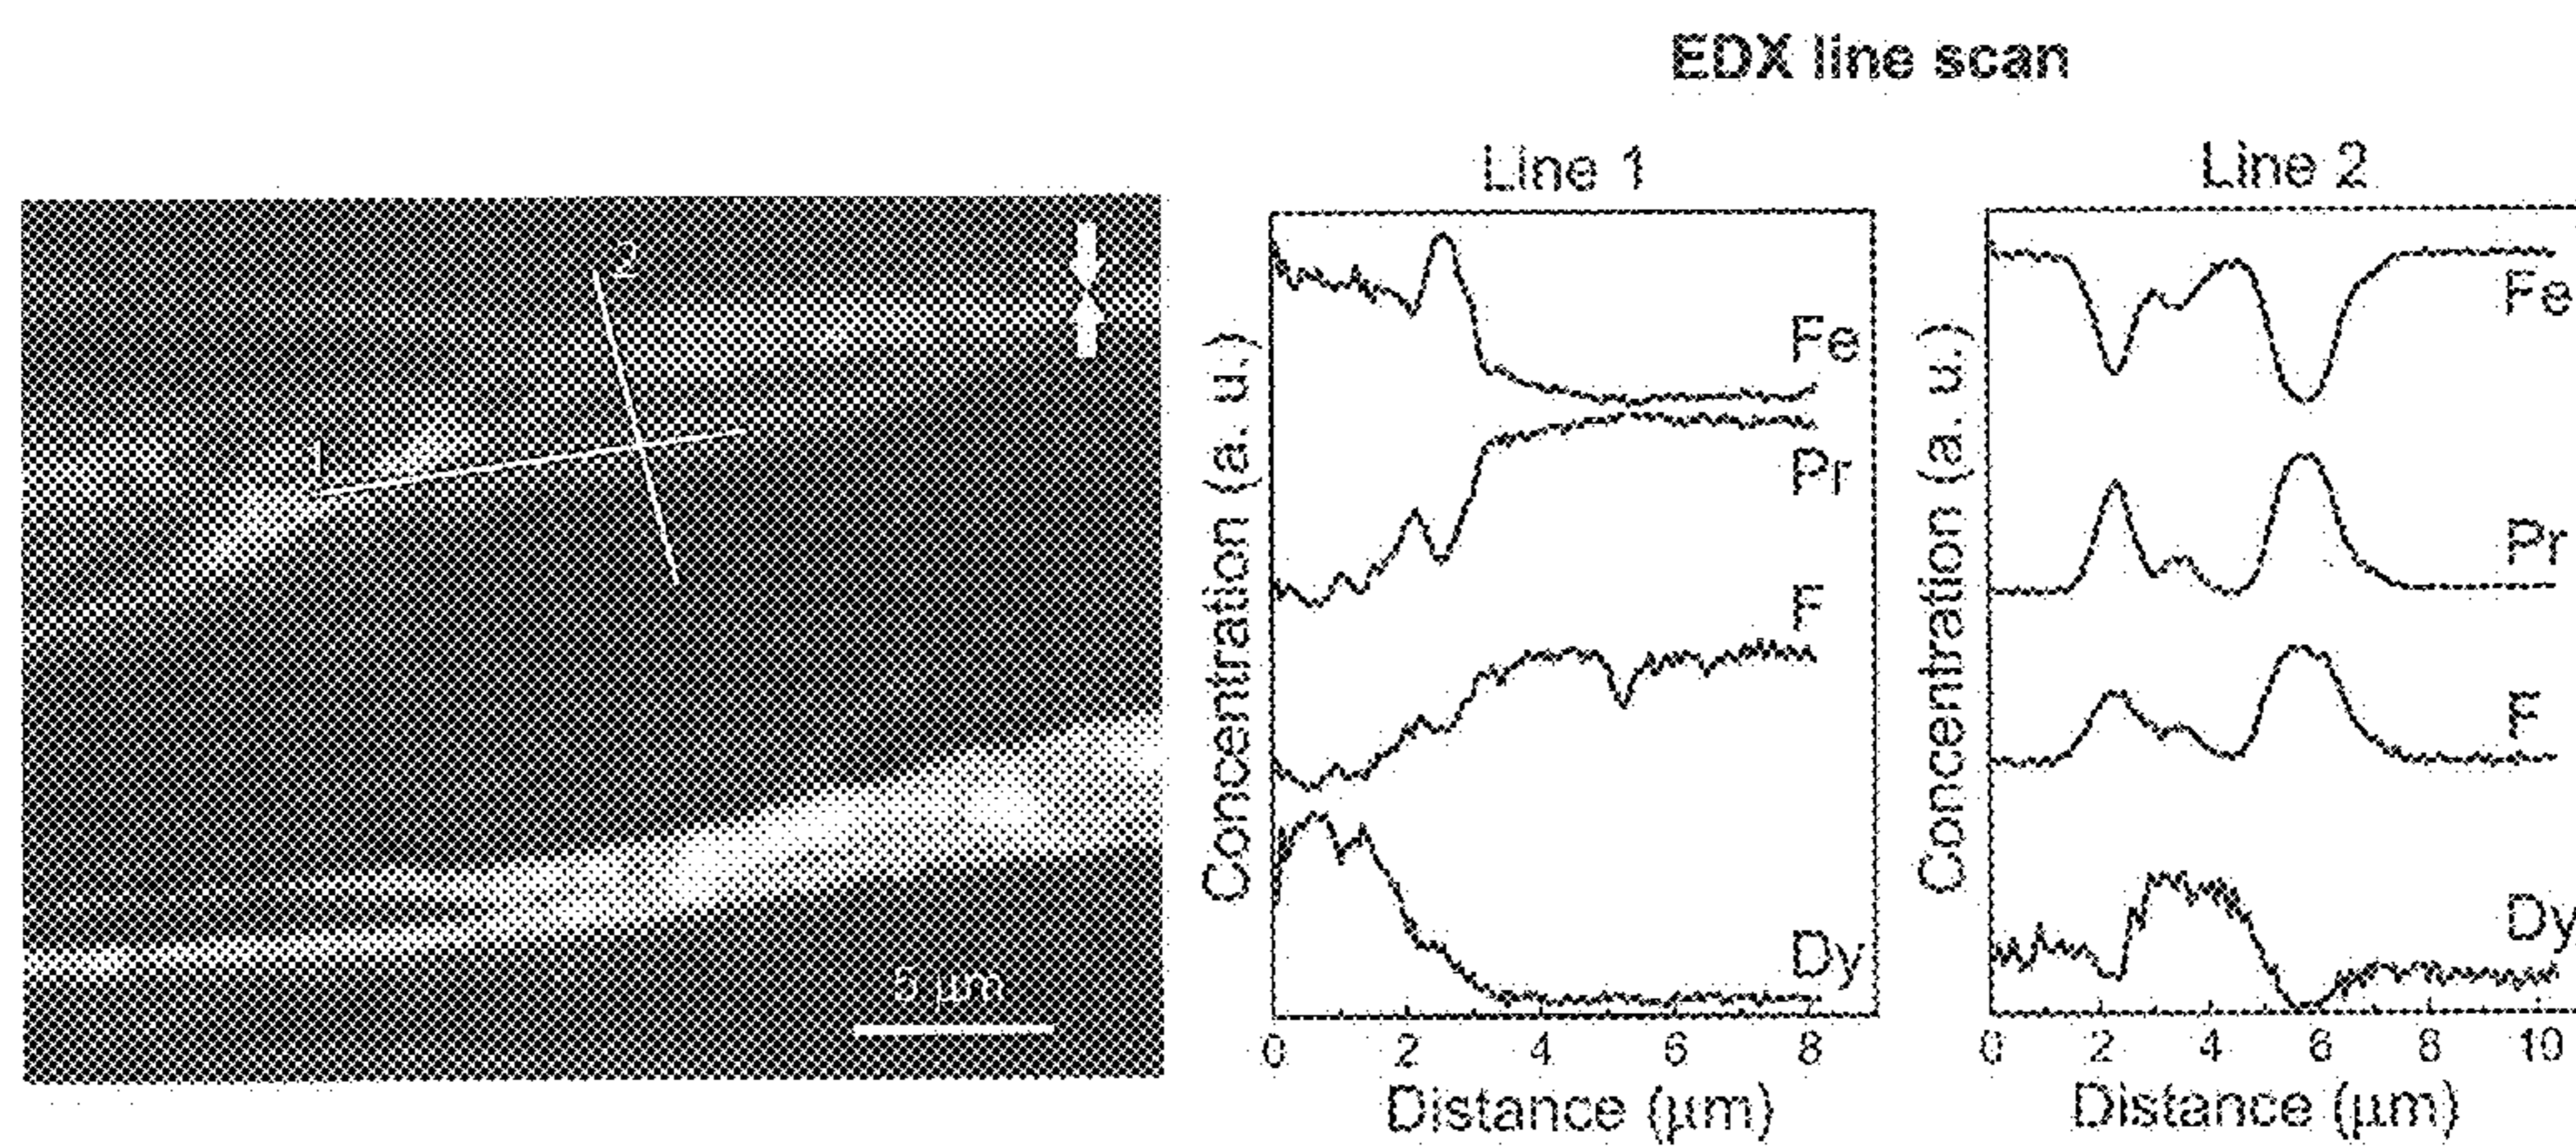 EDX line scan
Line 1
Line 2
2
1
5 μm
Concentration (a. u.)
Fe
Pr
F
Dy
0 2 4 6 8
Distance (μm)
Concentration (a. u.)
Fe
Pr
F
Dy
0 2 4 6 8 10
Distance (μm)